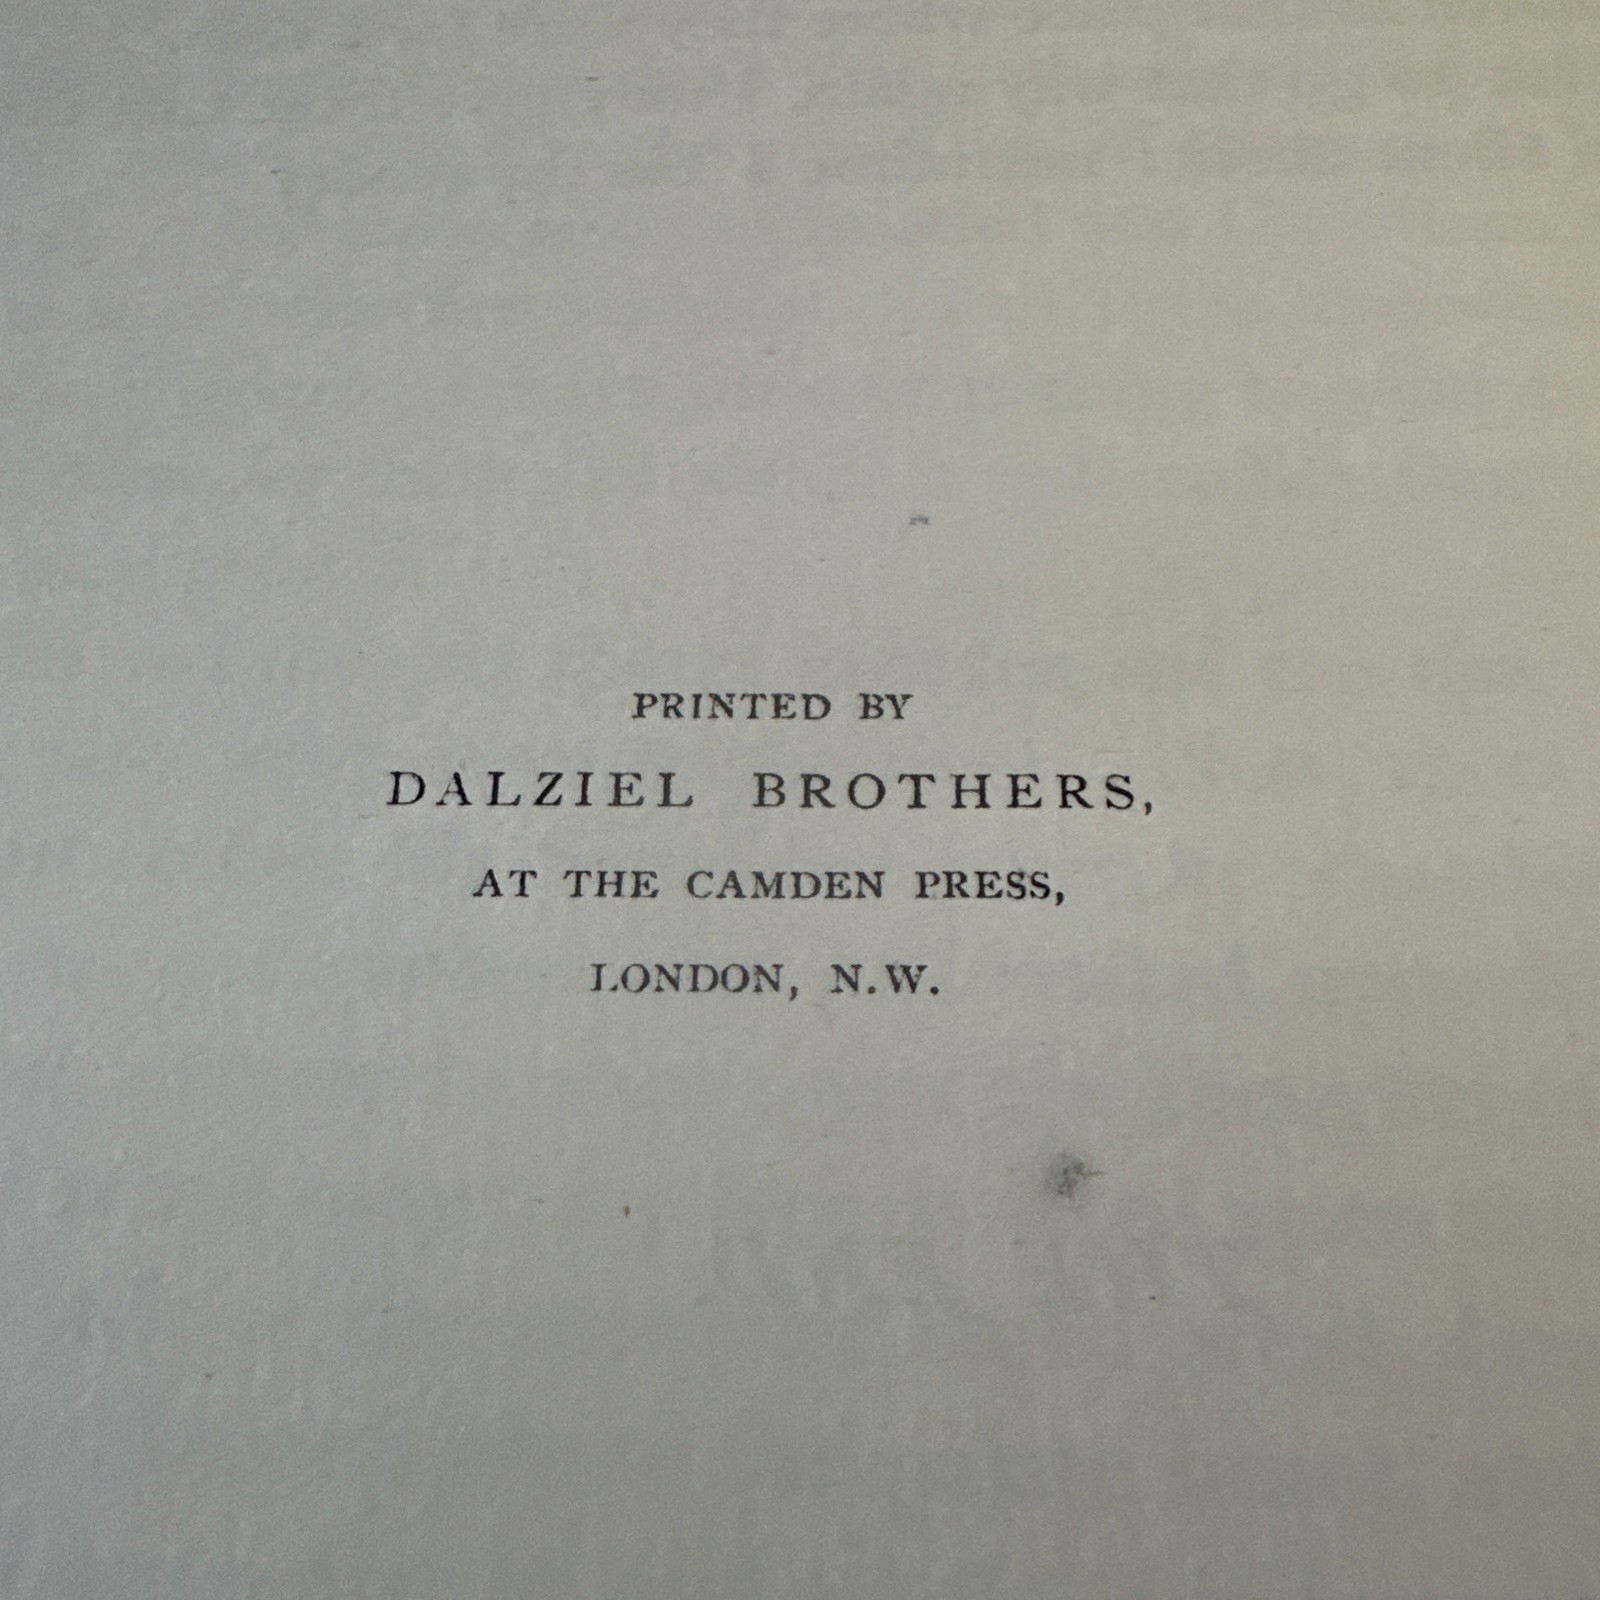 PRINTED BY
DALZIEL BROTHERS,
AT THE CAMDEN PRESS,
LONDON, N.W.